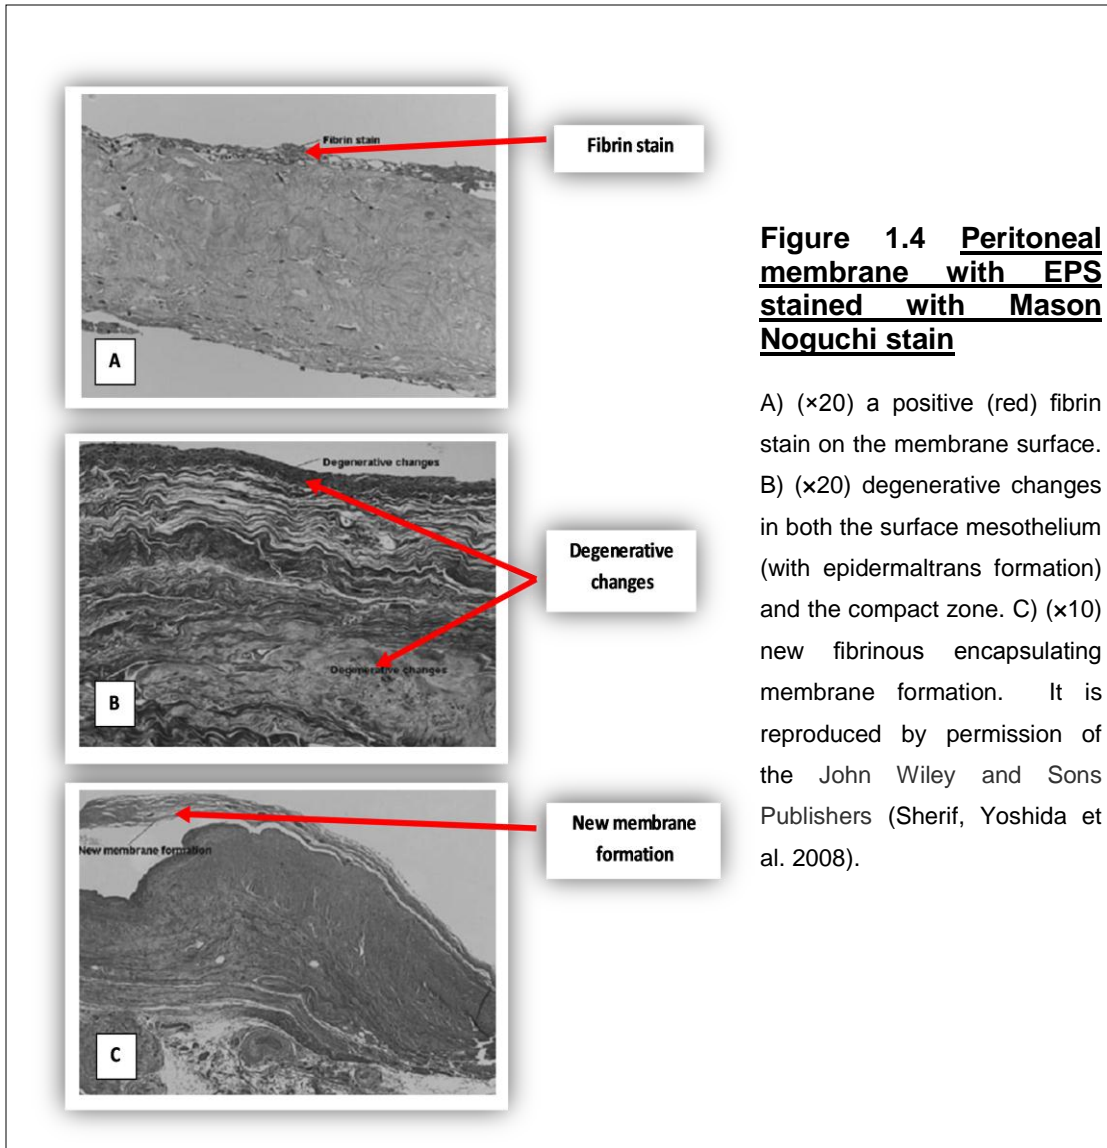 Fibrin stain
Fibrin stain
A
Degenerative changes
Degenerative changes
Degenerative changes
B
New membrane formation
New membrane
formation
C
Figure 1.4 Peritoneal
membrane with EPS
stained with Mason
Noguchi stain
A) (×20) a positive (red) fibrin
stain on the membrane surface.
B) (×20) degenerative changes
in both the surface mesothelium
(with epidermaltrans formation)
and the compact zone. C) (×10)
new fibrinous encapsulating
membrane formation. It is
reproduced by permission of
the John Wiley and Sons
Publishers (Sherif, Yoshida et
al. 2008).